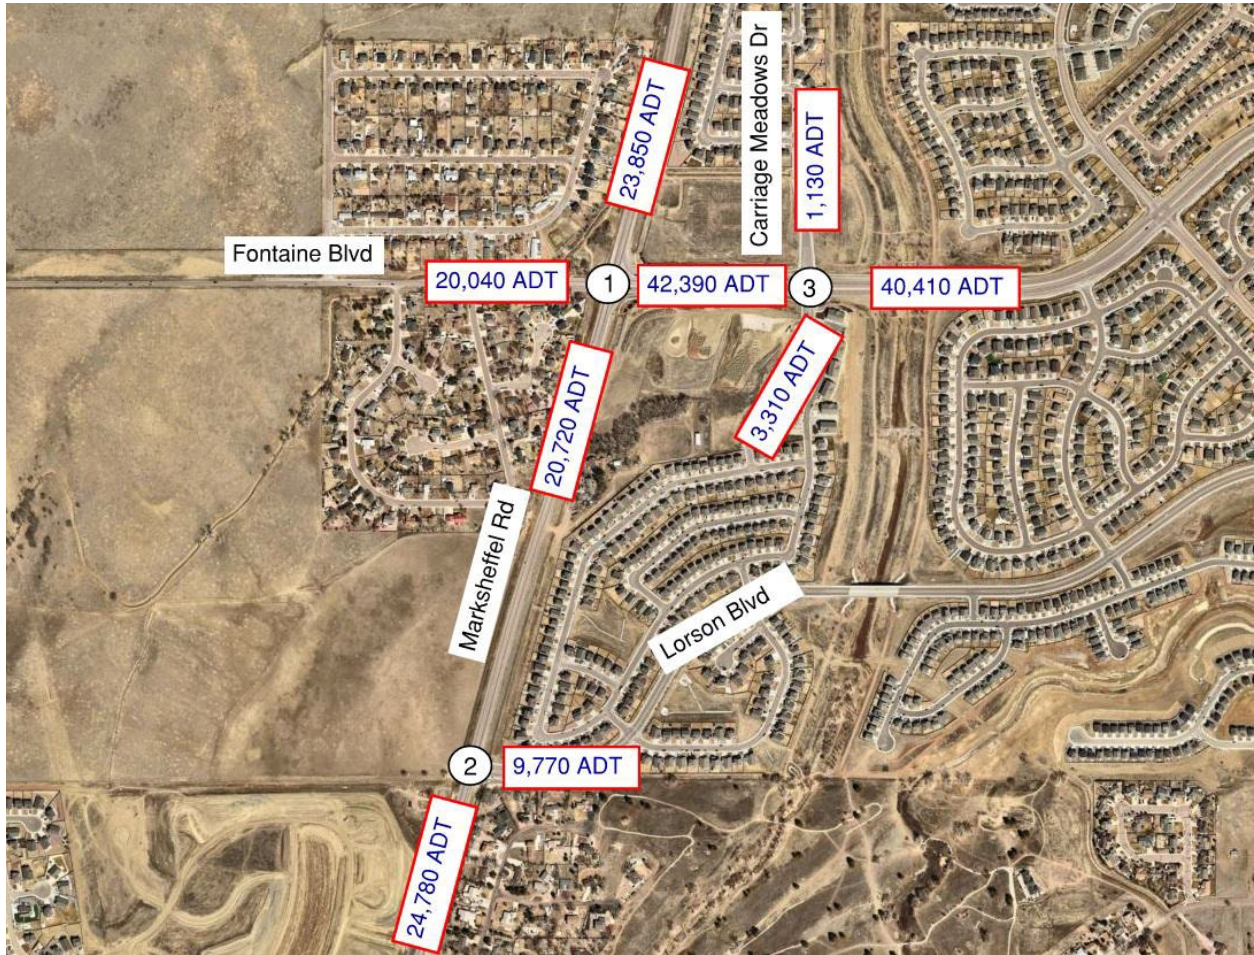 Carriage Meadows Dr
23,850 ADT
1,130 ADT
Fontaine Blvd
20,040 ADT
1
42,390 ADT
3
40,410 ADT
3,310 ADT
20,720 ADT
Marksheffel Rd
Lorson Blvd
2
9,770 ADT
24,780 ADT